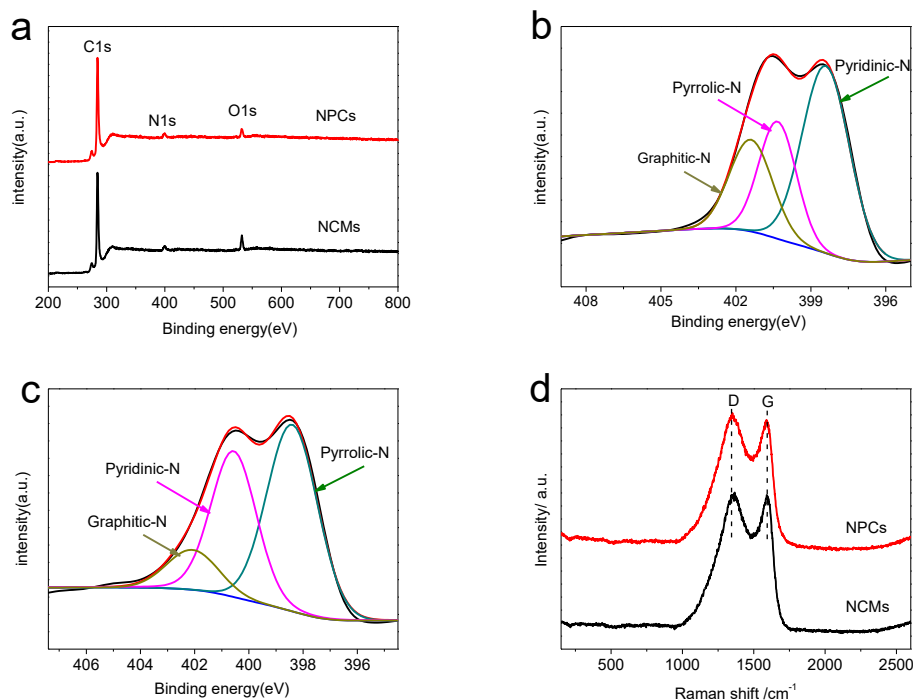 a
C1s
N1s
O1s
NPCs
NCMs
intensity(a.u.)
200 300 400 500 600 700 800
Binding energy(eV)
b
Pyridinic-N
Pyrrolic-N
Graphitic-N
intensity(a.u.)
408 405 402 399 396
Binding energy(eV)
c
Pyrrolic-N
Pyridinic-N
Graphitic-N
intensity(a.u.)
406 404 402 400 398 396
Binding energy(eV)
d
D G
NPCs
NCMs
Intensity/ a.u.
500 1000 1500 2000 2500
Raman shift /cm-1